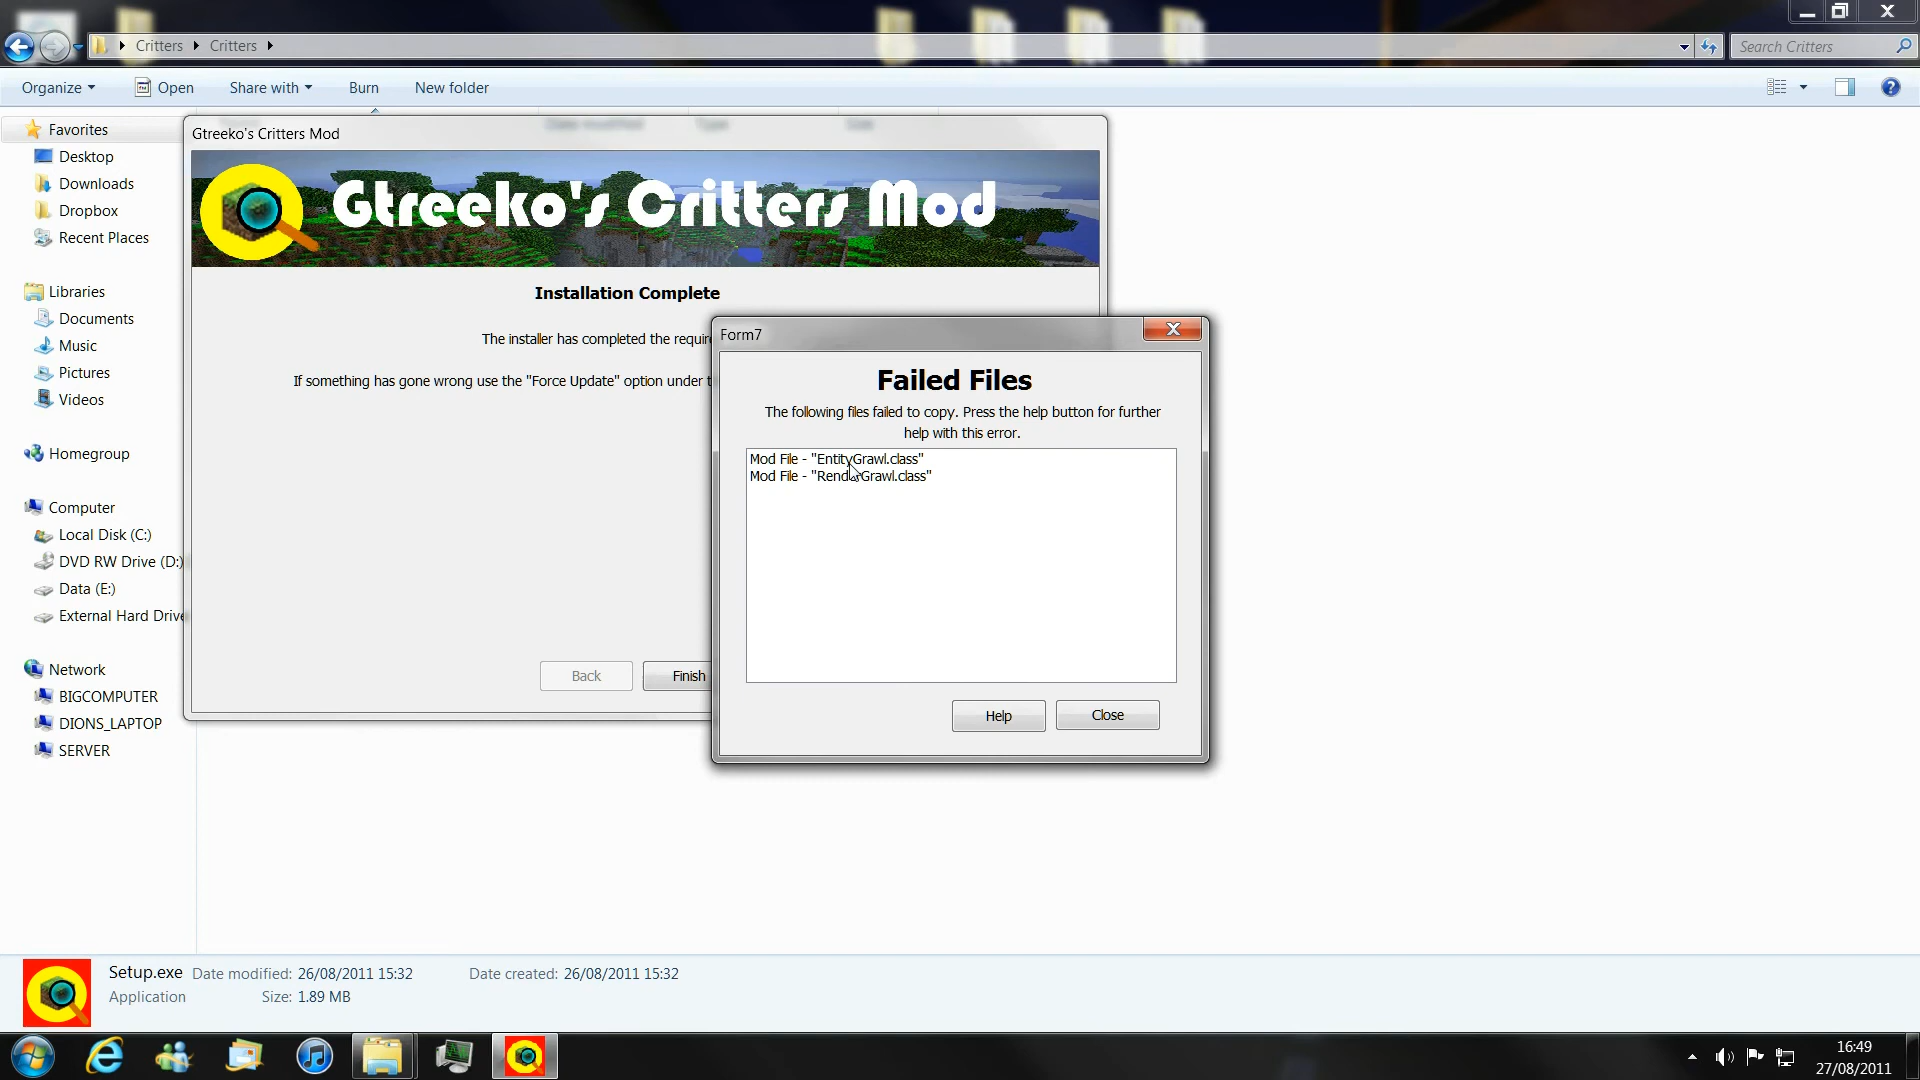 Critters Critters
Search Critters
Organize Open Share with Burn New folder
Favorites
Desktop
Downloads
Dropbox
Recent Places
Libraries
Documents
Music
Pictures
Videos
Homegroup
Computer
Local Disk (C:)
DVD RW Drive (D:)
Data (E:)
External Hard Drive
Network
BIGCOMPUTER
DIONS_LAPTOP
SERVER
Date modified Type Size
Gtreeko's Critters Mod
Gtreeko's Critters Mod
Installation Complete
The installer has completed the require
If something has gone wrong use the "Force Update" option under t
Back Finish
Form7
Failed Files
The following files failed to copy. Press the help button for further
help with this error.
Mod File - "EntityGrawl.class"
Mod File - "RenderGrawl.class"
Help Close
Setup.exe Date modified: 26/08/2011 15:32 Date created: 26/08/2011 15:32
Application Size: 1.89 MB
16:49
27/08/2011